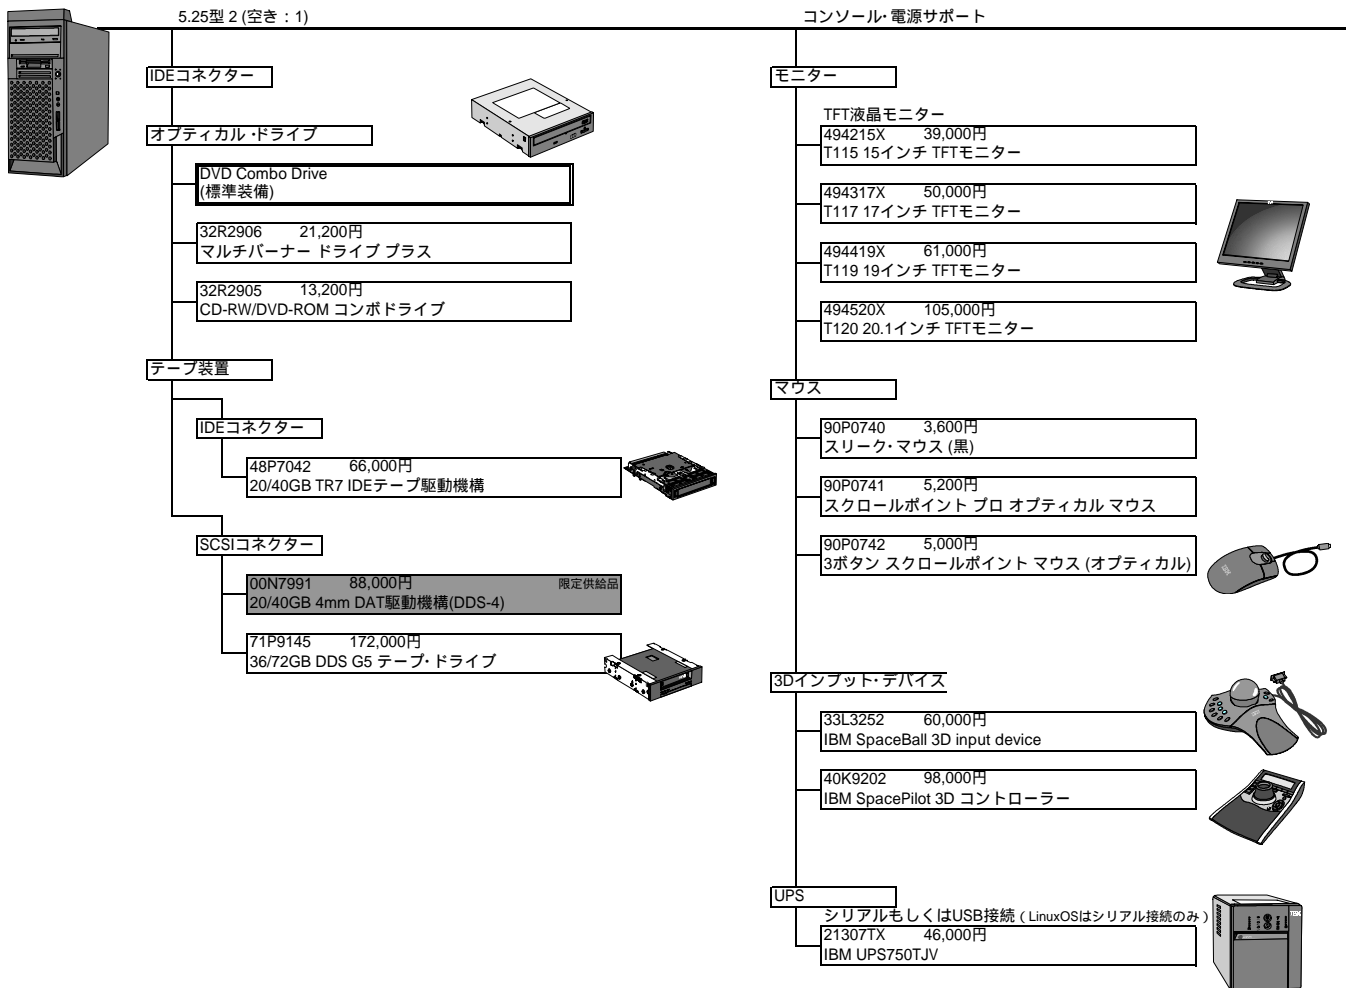 5.25型 2 (空き：1)
IDEコネクター
オプティカル・ドライブ
DVD Combo Drive
(標準装備)
32R2906 21,200円
マルチバーナー ドライブ プラス
32R2905 13,200円
CD-RW/DVD-ROM コンボドライブ
テープ装置
IDEコネクター
48P7042 66,000円
20/40GB TR7 IDEテープ駆動機構
SCSIコネクター
00N7991 88,000円 限定供給品
20/40GB 4mm DAT駆動機構(DDS-4)
71P9145 172,000円
36/72GB DDS G5 テープ・ドライブ
コンソール・電源サポート
モニター
TFT液晶モニター
494215X 39,000円
T115 15インチ TFTモニター
494317X 50,000円
T117 17インチ TFTモニター
494419X 61,000円
T119 19インチ TFTモニター
494520X 105,000円
T120 20.1インチ TFTモニター
マウス
90P0740 3,600円
スリーク・マウス (黒)
90P0741 5,200円
スクロールポイント プロ オプティカル マウス
90P0742 5,000円
3ボタン スクロールポイント マウス (オプティカル)
3Dインプット・デバイス
33L3252 60,000円
IBM SpaceBall 3D input device
40K9202 98,000円
IBM SpacePilot 3D コントローラー
UPS
シリアルもしくはUSB接続（LinuxOSはシリアル接続のみ）
21307TX 46,000円
IBM UPS750TJV